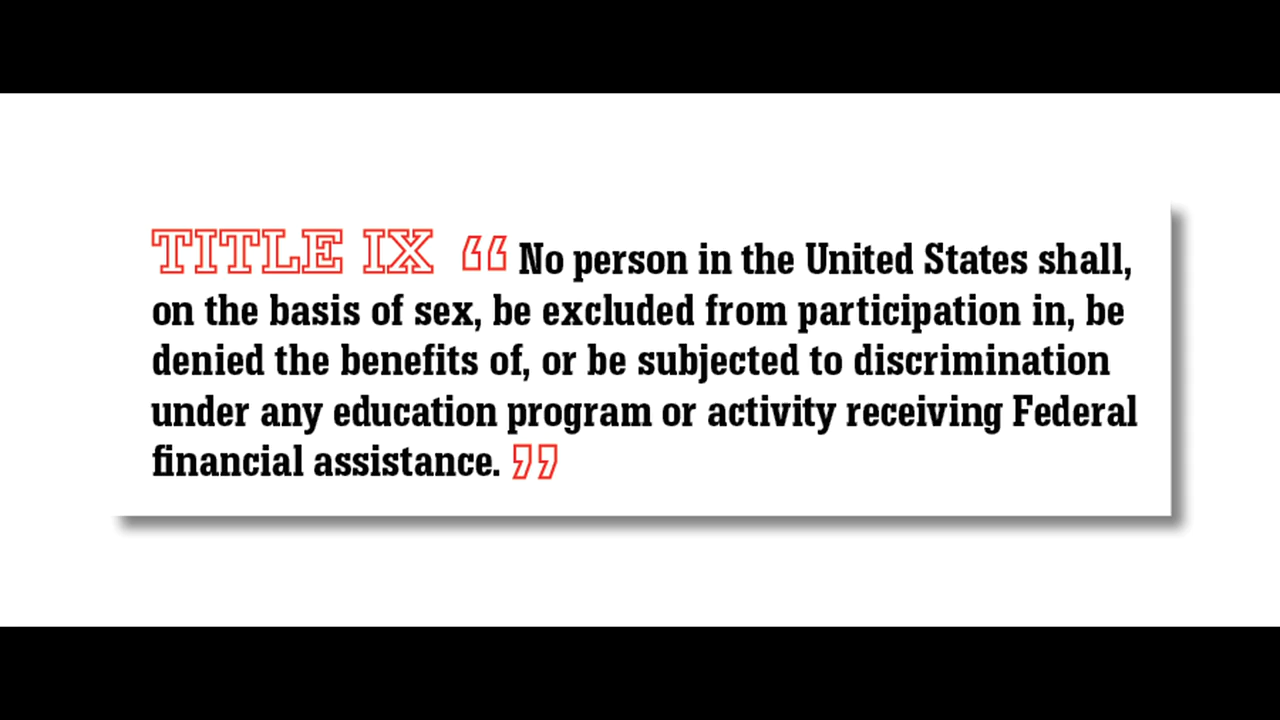 TITLE IX “ No person in the United States shall,
on the basis of sex, be excluded from participation in, be
denied the benefits of, or be subjected to discrimination
under any education program or activity receiving Federal
financial assistance. ”